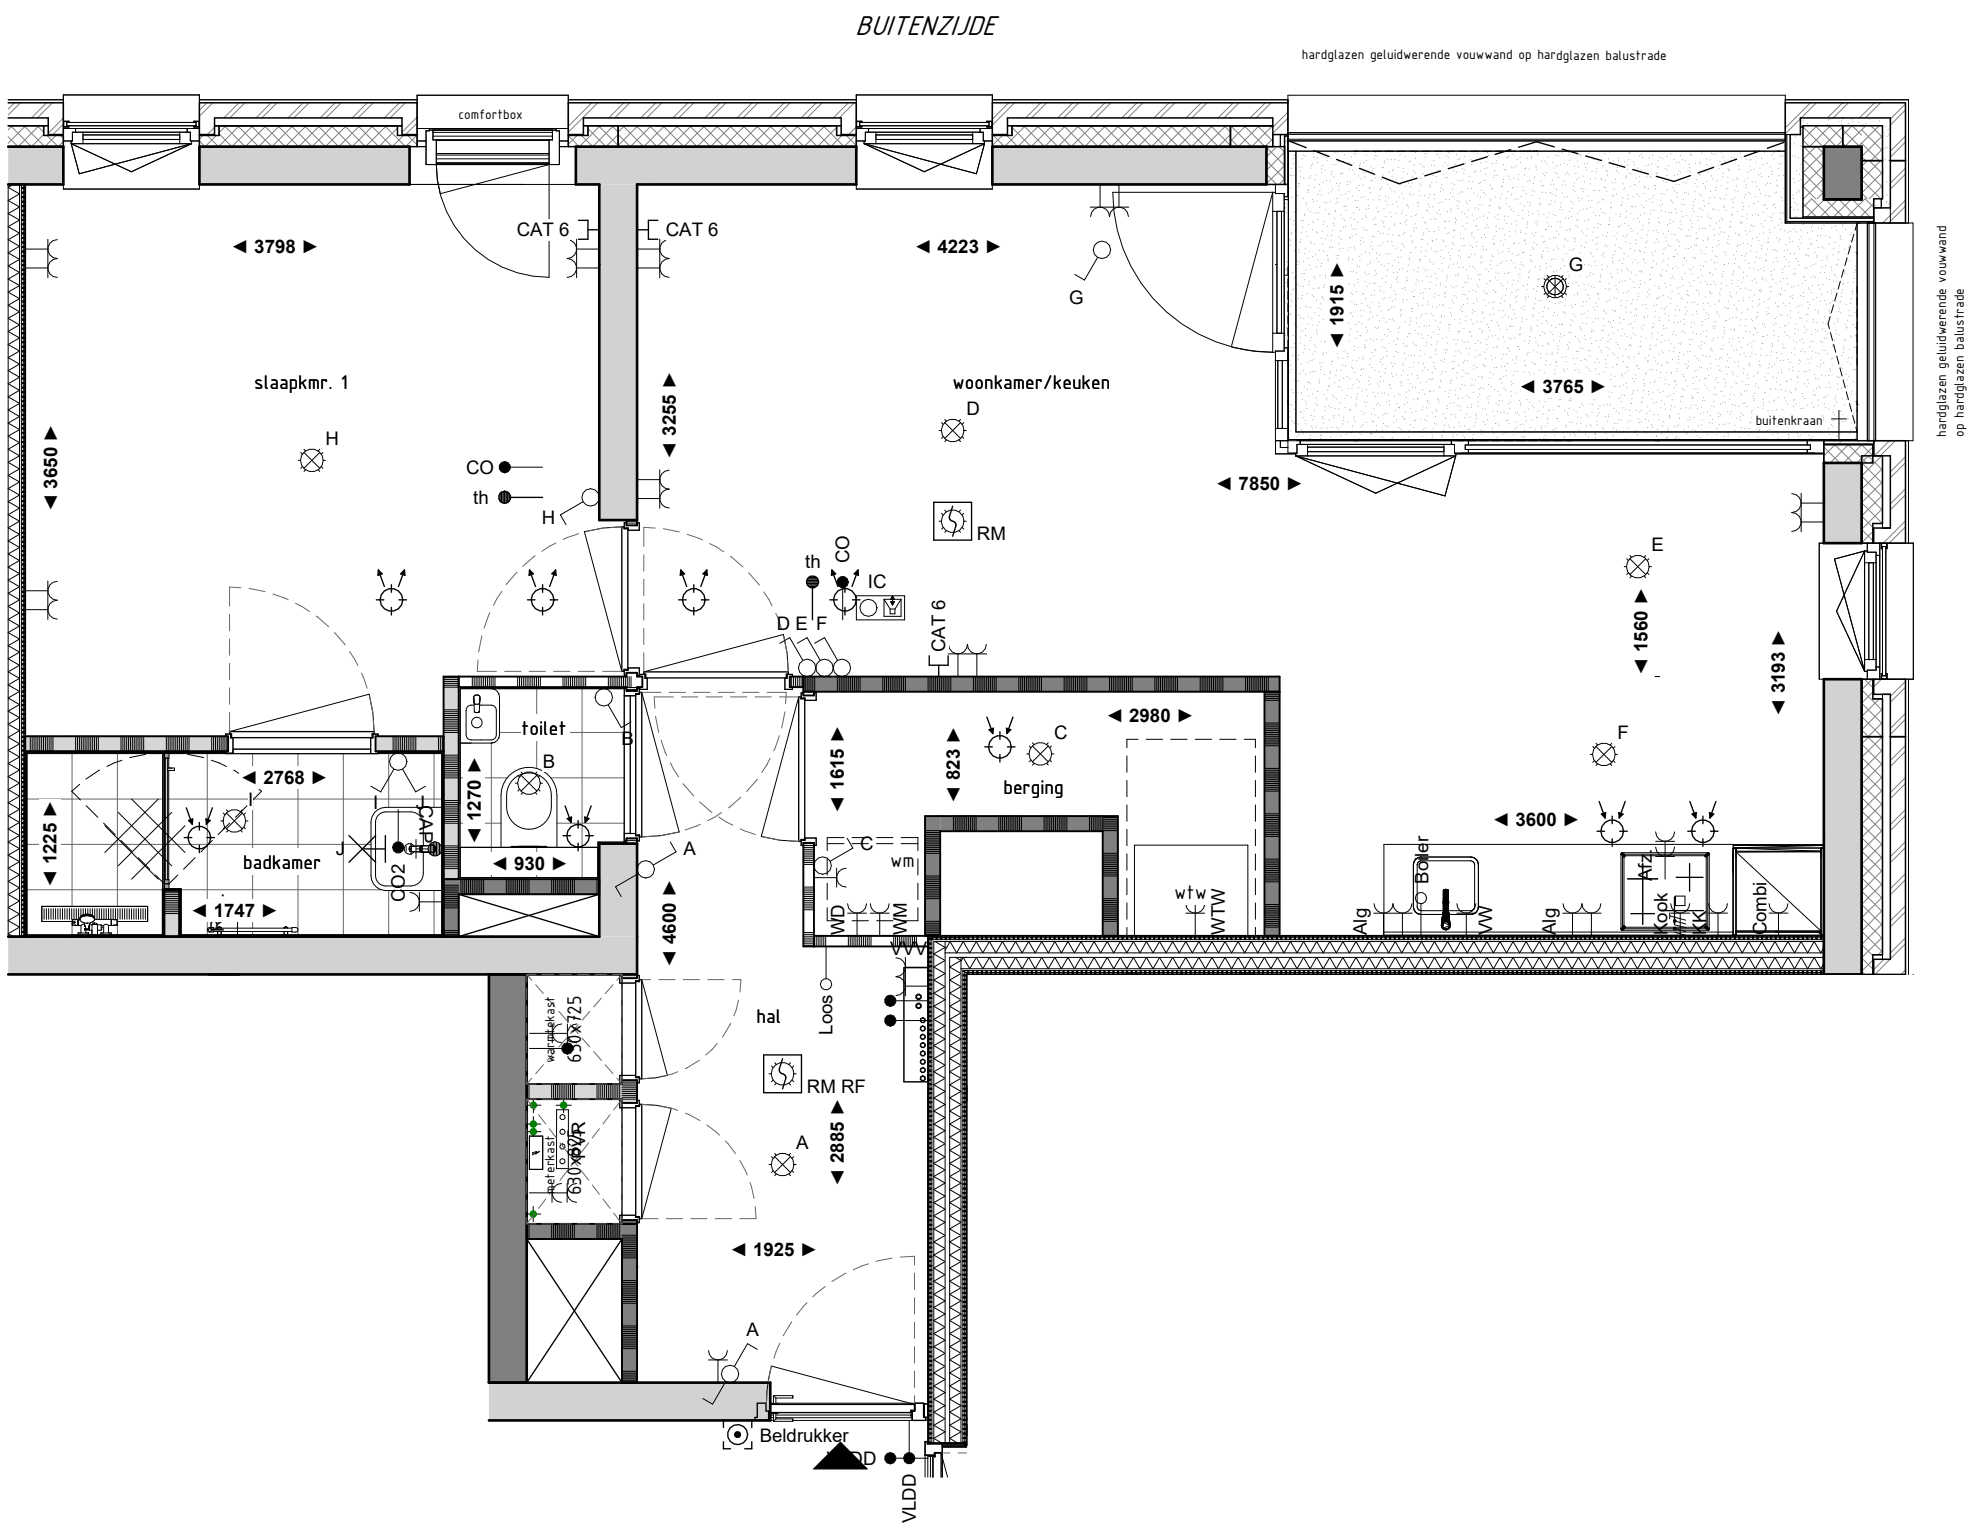 BUITENZIJDE
hardglazen geluidwerende vouwwand op hardglazen balustrade
comfortbox
CAT 6
CAT 6
3798
4223
G
G
1915
hardglazen geluidwerende vouwwand
op hardglazen balustrade
slaapkmr. 1
woonkamer/keuken
3765
D
3255
buitenkraan
H
3650
CO
th
H
7850
RM
E
th
CO
IC
D E F
CAT 6
1560
3193
2980
toilet
B
C
F
2768
1270
B
1615
823
berging
I
I
J
CAP
1225
J
badkamer
CO2
930
A
C
wm
3600
Boiler
Afz.
1747
4600
WD
WM
wtw
WTW
Alg
VW
Alg
Kook
KK
Combi
warmtekast
630x725
hal
Loos
RM RF
meterkast
630x825
A
2885
1925
A
Beldrukker
VLDD